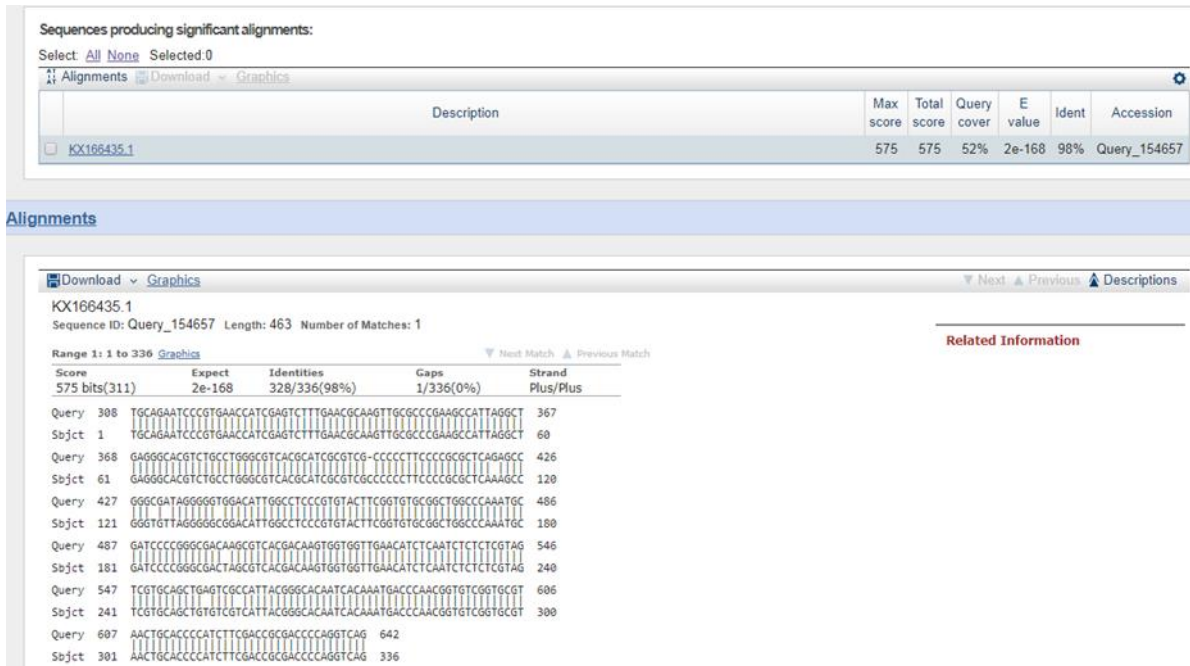 Sequences producing significant alignments:
Select: All None Selected:0
Alignments Download Graphics
Description Max score Total score Query cover E value Ident Accession
KX166435.1 575 575 52% 2e-168 98% Query_154657
Alignments
Download Graphics Next Previous Descriptions
KX166435.1
Sequence ID: Query_154657 Length: 463 Number of Matches: 1
Related Information
Range 1: 1 to 336 Graphics Next Match Previous Match
Score Expect Identities Gaps Strand
575 bits(311) 2e-168 328/336(98%) 1/336(0%) Plus/Plus
Query 308 TGCAGAATCCCGTGAACCATCGAGTCTTTGAACGCAAGTTGCGCCCGAAGCCATTAGGCT 367
Sbjct 1 TGCAGAATCCCGTGAACCATCGAGTCTTTGAACGCAAGTTGCGCCCGAAGCCATTAGGCT 60
Query 368 GAGGGCACGTCTGCCTGGGCGTCACGCATCGCGTCG-CCCCCTTCCCCGCGCTCAGAGCC 426
Sbjct 61 GAGGGCACGTCTGCCTGGGCGTCACGCATCGCGTCGCCCCCCTTCCCCGCGCTCAAAGCC 120
Query 427 GGGCGATAGGGGGTGGACATTGGCCTCCCGTGTACTTCGGTGTGCGGCTGGCCCAAATGC 486
Sbjct 121 GGGTGTTAGGGGGCGGACATTGGCCTCCCGTGTACTTCGGTGTGCGGCTGGCCCAAATGC 180
Query 487 GATCCCCGGGCGACAAGCGTCACGACAAGTGGTGGTTGAACATCTCAATCTCTCTCGTAG 546
Sbjct 181 GATCCCCGGGCGACTAGCGTCACGACAAGTGGTGGTTGAACATCTCAATCTCTCTCGTAG 240
Query 547 TCGTGCAGCTGAGTCGCCATTACGGGCACAATCACAAATGACCCAACGGTGTCGGTGCGT 606
Sbjct 241 TCGTGCAGCTGTGTCGTCATTACGGGCACAATCACAAATGACCCAACGGTGTCGGTGCGT 300
Query 607 AACTGCACCCCATCTTCGACCGCGACCCCAGGTCAG 642
Sbjct 301 AACTGCACCCCATCTTCGACCGCGACCCCAGGTCAG 336